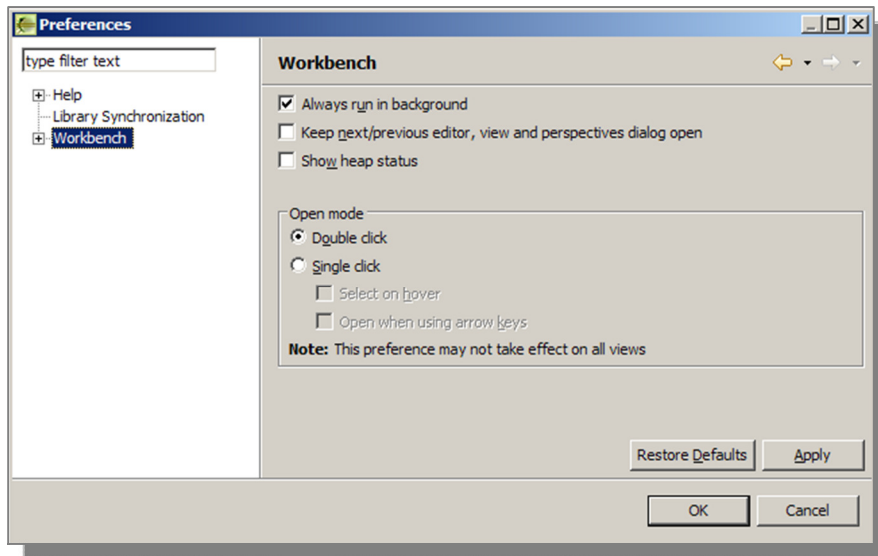 Preferences
type filter text
Help
Library Synchronization
Workbench
Workbench
Always run in background
Keep next/previous editor, view and perspectives dialog open
Show heap status
Open mode
Double click
Single click
Select on hover
Open when using arrow keys
Note: This preference may not take effect on all views
Restore Defaults
Apply
OK
Cancel